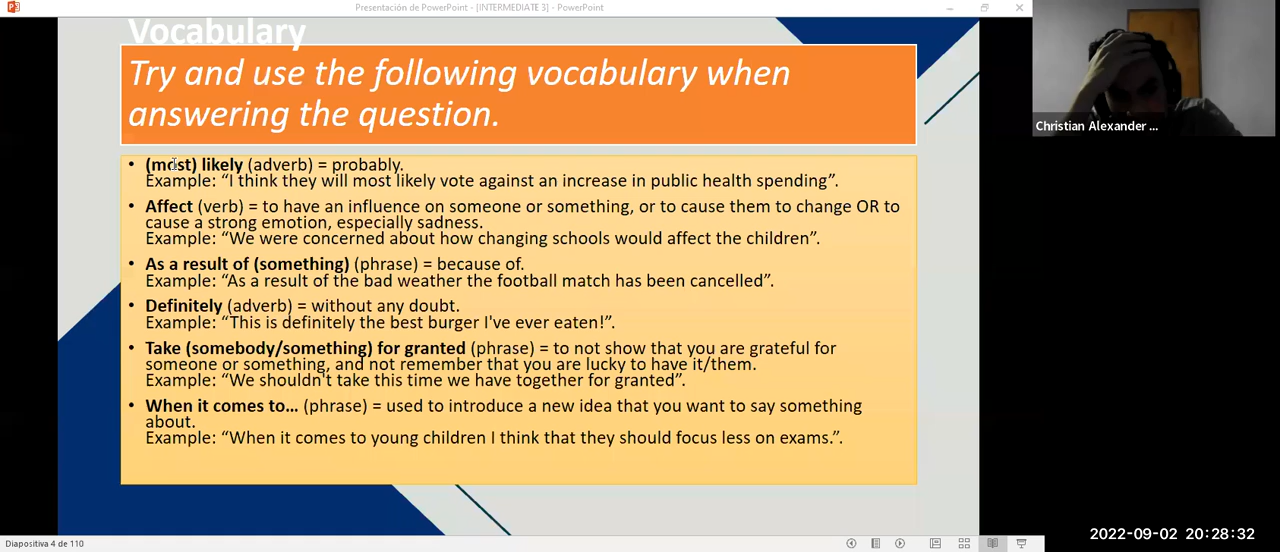 Presentación de PowerPoint - [INTERMEDIATE 3] - PowerPoint
Vocabulary
Try and use the following vocabulary when
answering the question.
Christian Alexander ...
• (most) likely (adverb) = probably.
Example: “I think they will most likely vote against an increase in public health spending”.
• Affect (verb) = to have an influence on someone or something, or to cause them to change OR to
cause a strong emotion, especially sadness.
Example: “We were concerned about how changing schools would affect the children”.
• As a result of (something) (phrase) = because of.
Example: “As a result of the bad weather the football match has been cancelled”.
• Definitely (adverb) = without any doubt.
Example: “This is definitely the best burger I've ever eaten!”.
• Take (somebody/something) for granted (phrase) = to not show that you are grateful for
someone or something, and not remember that you are lucky to have it/them.
Example: “We shouldn't take this time we have together for granted”.
• When it comes to... (phrase) = used to introduce a new idea that you want to say something
about.
Example: “When it comes to young children I think that they should focus less on exams.”.
Diapositiva 4 de 110
2022-09-02 20:28:32